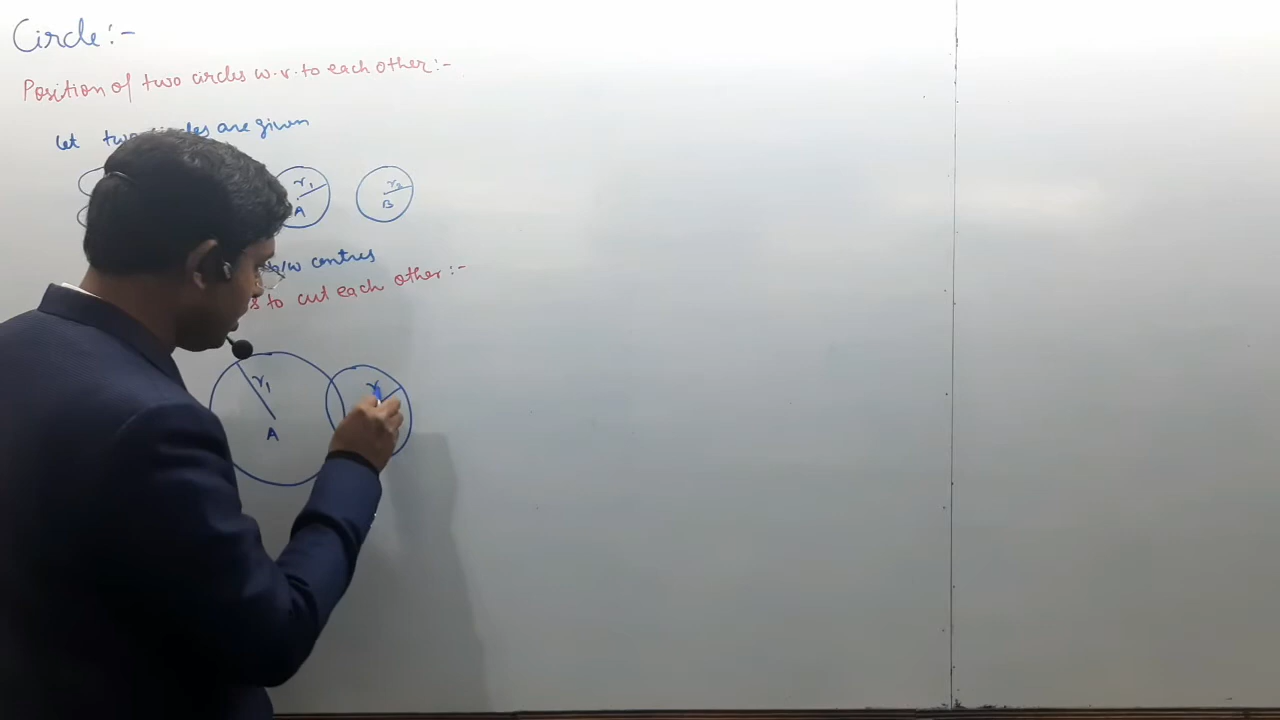 Circle:-
Position of two circles w.r.to each other:-
Let two circles are given
r1 r2
A B
b/w centres
to cut each other:-
r1 r
A